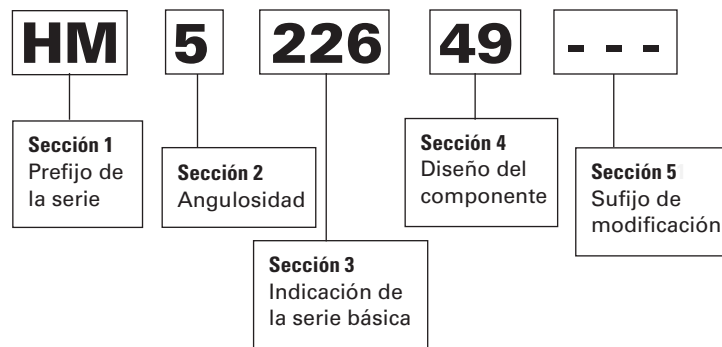 HM 5 226 49 - - -
Sección 1
Prefijo de
la serie
Sección 2
Angulosidad
Sección 3
Indicación de
la serie básica
Sección 4
Diseño del
componente
Sección 5
Sufijo de
modificación